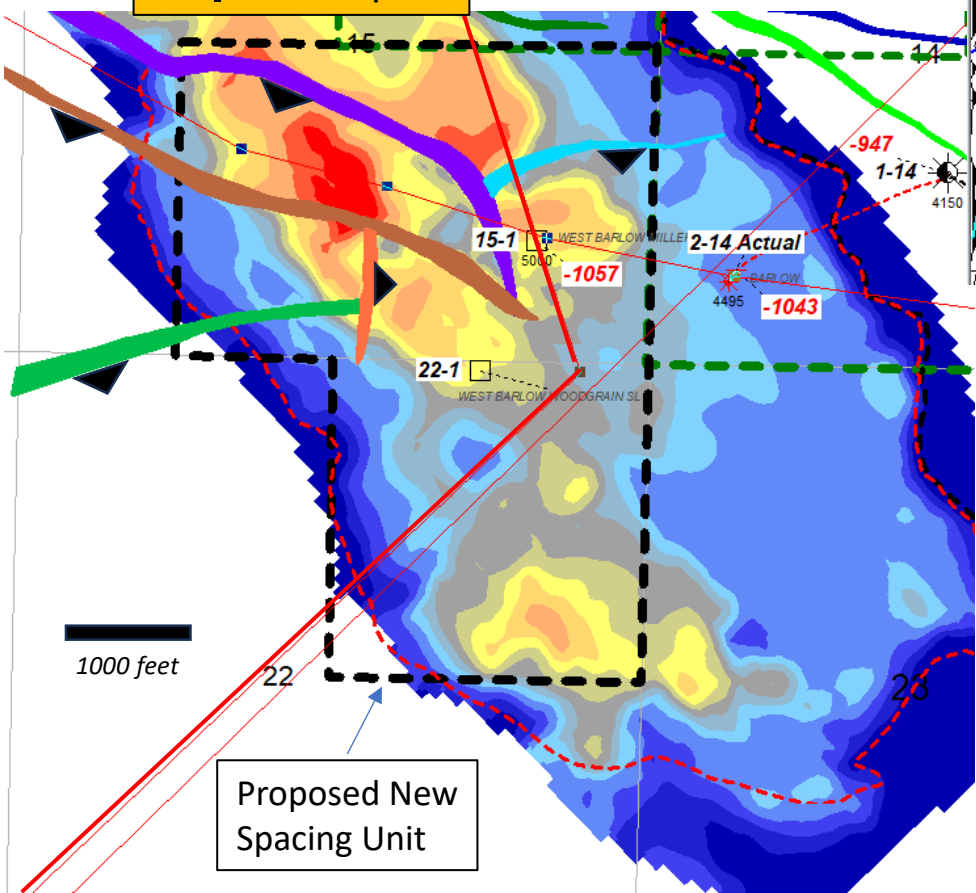 15
14
-947
1-14
4150
15-1
WEST BARLOW MILLER
5000
-1057
2-14 Actual
BARLOW
4495
-1043
22-1
WEST BARLOW WOODGRAIN SL
1000 feet
22
23
Proposed New
Spacing Unit